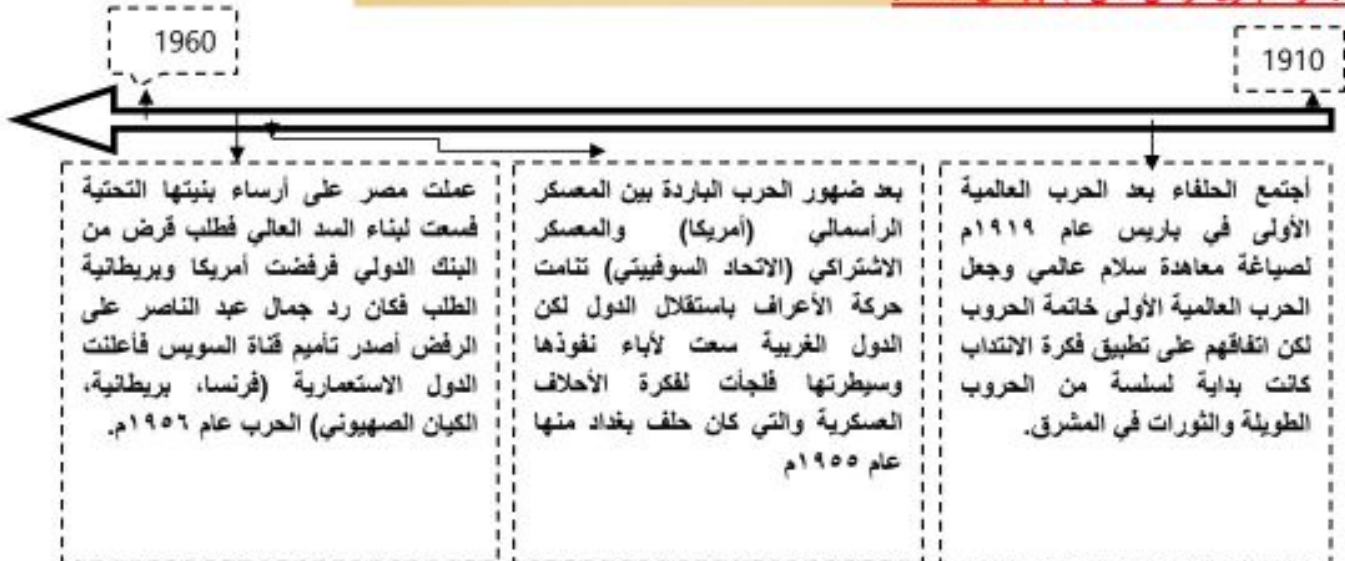 1910
1960
أجتمع الحلفاء بعد الحرب العالمية
الأولى في باريس عام ١٩١٩م
لصياغة معاهدة سلام عالمي وجعل
الحرب العالمية الأولى خاتمة الحروب
لكن اتفاقهم على تطبيق فكرة الانتداب
كانت بداية لسلسة من الحروب
الطويلة والثورات في المشرق.
بعد ضهور الحرب الباردة بين المعسكر
الرأسمالي (أمريكا) والمعسكر
الاشتراكي (الاتحاد السوفييتي) تنامت
حركة الأعراف باستقلال الدول لكن
الدول الغربية سعت لأباء نفوذها
وسيطرتها فلجأت لفكرة الأحلاف
العسكرية والتي كان حلف بغداد منها
عام ١٩٥٥م
عملت مصر على أرساء بنيتها التحتية
فسعت لبناء السد العالي فطلب قرض من
البنك الدولي فرفضت أمريكا وبريطانية
الطلب فكان رد جمال عبد الناصر على
الرفض أصدر تأميم قناة السويس فأعلنت
الدول الاستعمارية (فرنسا، بريطانية،
الكيان الصهيوني) الحرب عام ١٩٥٦م.